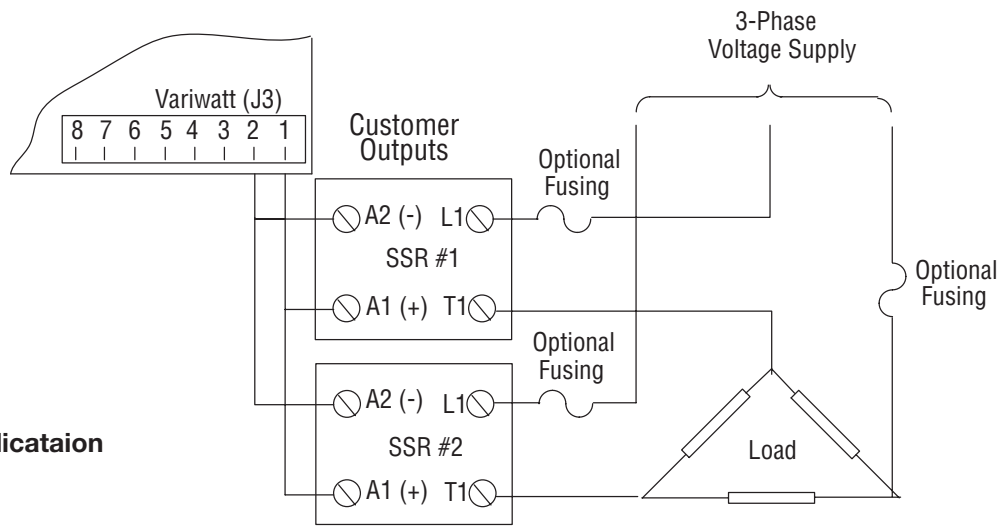 3-Phase
Voltage Supply
Variwatt (J3)
8 7 6 5 4 3 2 1
Customer
Outputs
Optional
Fusing
A2 (-) L1
SSR #1
A1 (+) T1
Optional
Fusing
Optional
Fusing
A2 (-) L1
SSR #2
A1 (+) T1
Load
licataion